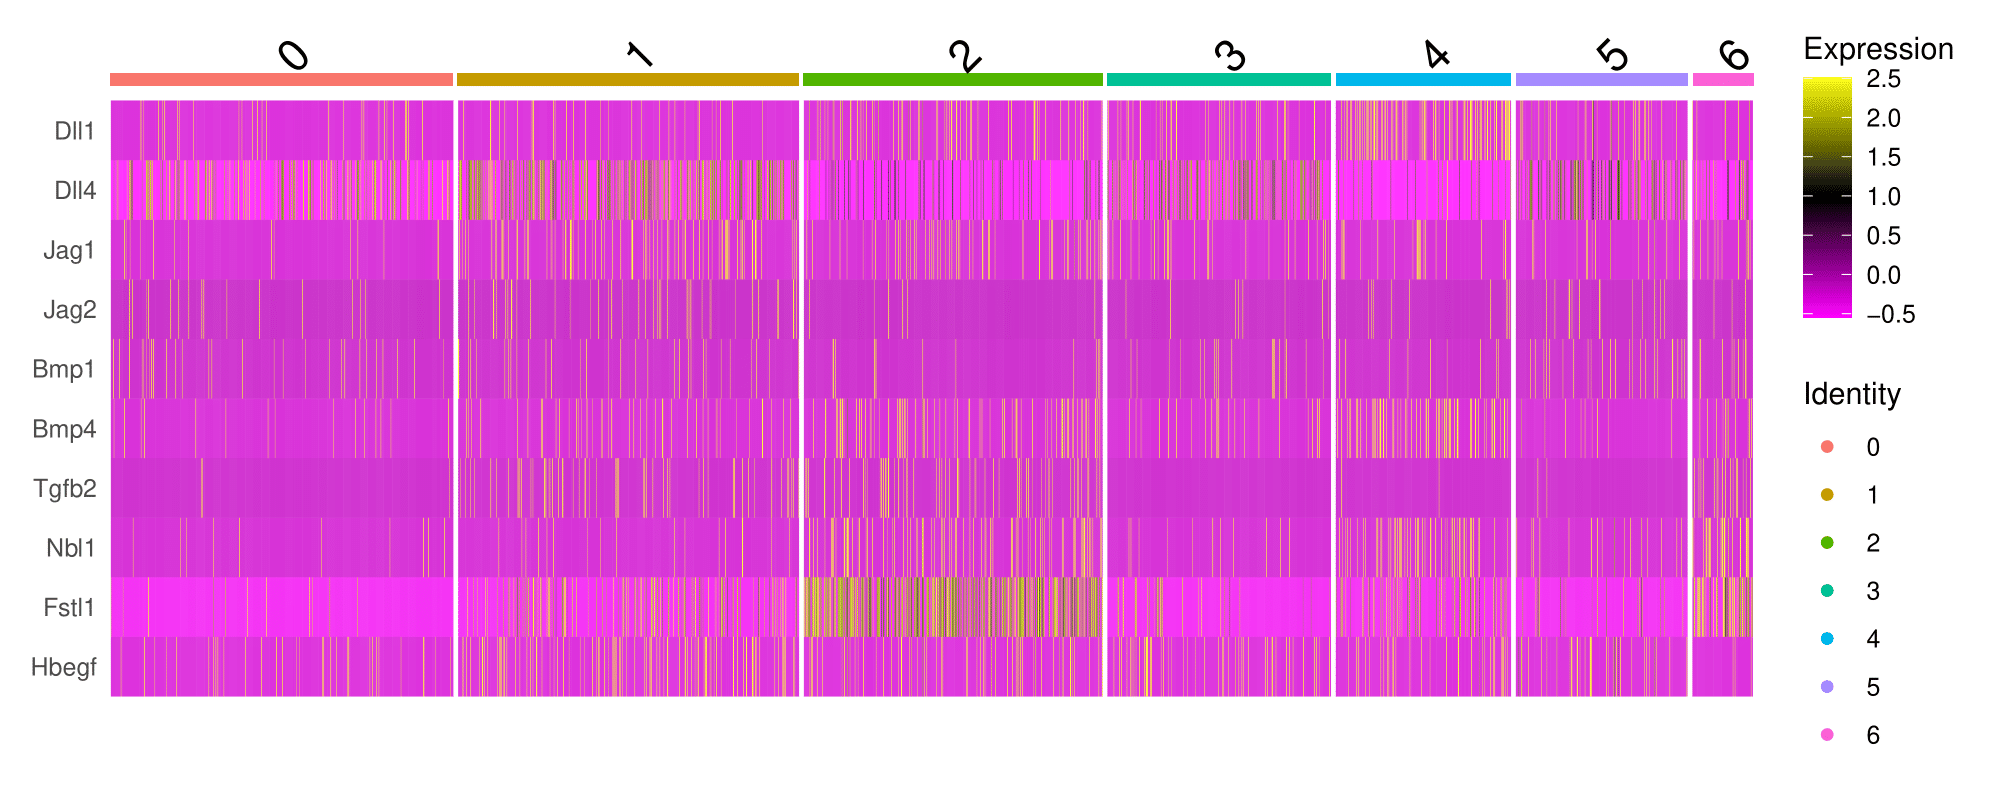 0 1 2 3 4 5 6
Dll1
Dll4
Jag1
Jag2
Bmp1
Bmp4
Tgfb2
Nbl1
Fstl1
Hbegf
Expression
2.5
2.0
1.5
1.0
0.5
0.0
−0.5
Identity
0
1
2
3
4
5
6